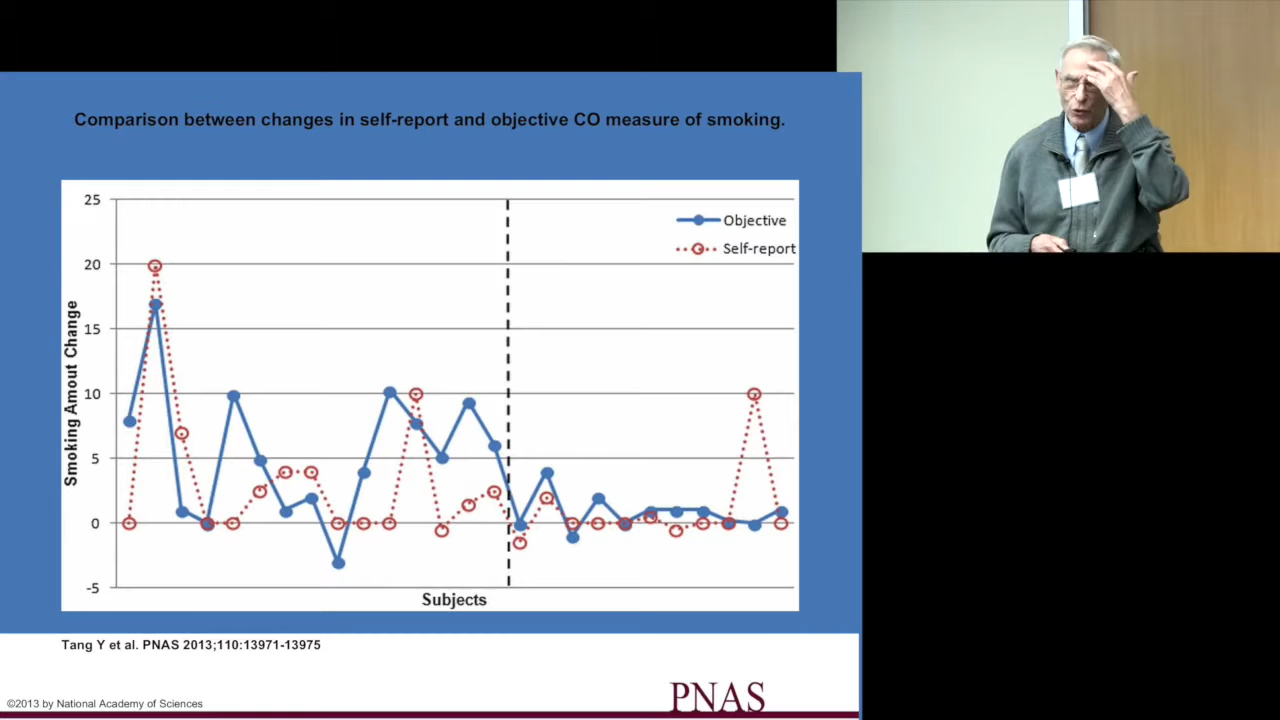 Comparison between changes in self-report and objective CO measure of smoking.
25
20
15
10
5
0
-5
Smoking Amout Change
Objective
Self-report
Subjects
Tang Y et al. PNAS 2013;110:13971-13975
©2013 by National Academy of Sciences
PNAS